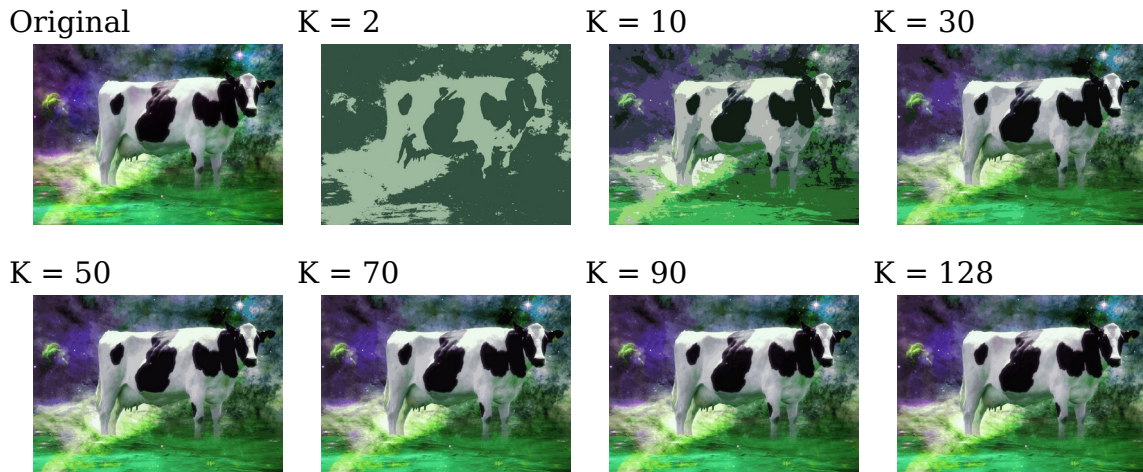 Original
K = 2
K = 10
K = 30
K = 50
K = 70
K = 90
K = 128